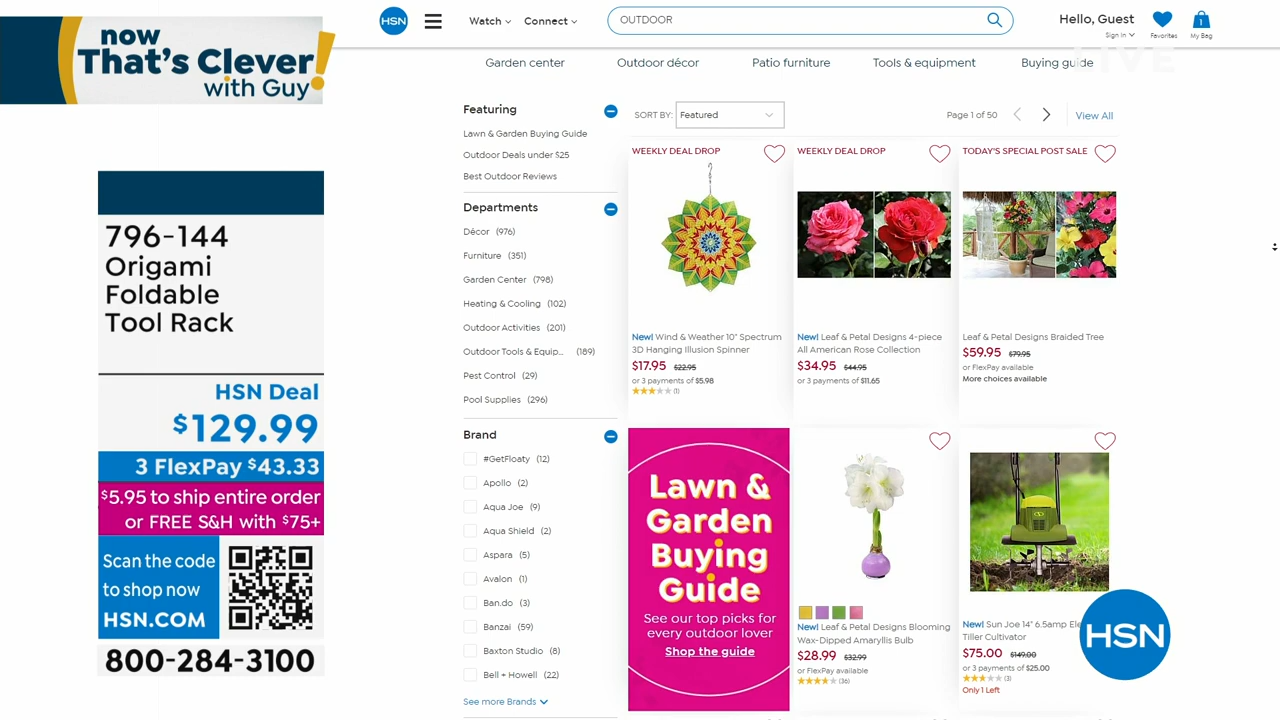 now
That's Clever!
with Guy
796-144
Origami
Foldable
Tool Rack
HSN Deal
$129.99
3 FlexPay $43.33
$5.95 to ship entire order
or FREE S&H with $75+
Scan the code
to shop now
HSN.COM
800-284-3100
HSN
Watch
Connect
OUTDOOR
Hello, Guest
Sign In
Favorites
1
My Bag
LIVE
Garden center
Outdoor décor
Patio furniture
Tools & equipment
Buying guide
Featuring
Lawn & Garden Buying Guide
Outdoor Deals under $25
Best Outdoor Reviews
Departments
Décor (976)
Furniture (351)
Garden Center (798)
Heating & Cooling (102)
Outdoor Activities (201)
Outdoor Tools & Equip... (189)
Pest Control (29)
Pool Supplies (296)
Brand
#GetFloaty (12)
Apollo (2)
Aqua Joe (9)
Aqua Shield (2)
Aspara (5)
Avalon (1)
Ban.do (3)
Banzai (59)
Baxton Studio (8)
Bell + Howell (22)
See more Brands
SORT BY: Featured
Page 1 of 50
View All
WEEKLY DEAL DROP
New! Wind & Weather 10" Spectrum
3D Hanging Illusion Spinner
$17.95 $22.95
or 3 payments of $5.98
(1)
WEEKLY DEAL DROP
New! Leaf & Petal Designs 4-piece
All American Rose Collection
$34.95 $44.95
or 3 payments of $11.65
TODAY'S SPECIAL POST SALE
Leaf & Petal Designs Braided Tree
$59.95 $79.95
or FlexPay available
More choices available
Lawn &
Garden
Buying
Guide
See our top picks for
every outdoor lover
Shop the guide
New! Leaf & Petal Designs Blooming
Wax-Dipped Amaryllis Bulb
$28.99 $32.99
or FlexPay available
(36)
New! Sun Joe 14" 6.5amp Ele
Tiller Cultivator
$75.00 $149.00
or 3 payments of $25.00
(3)
Only 1 Left
HSN